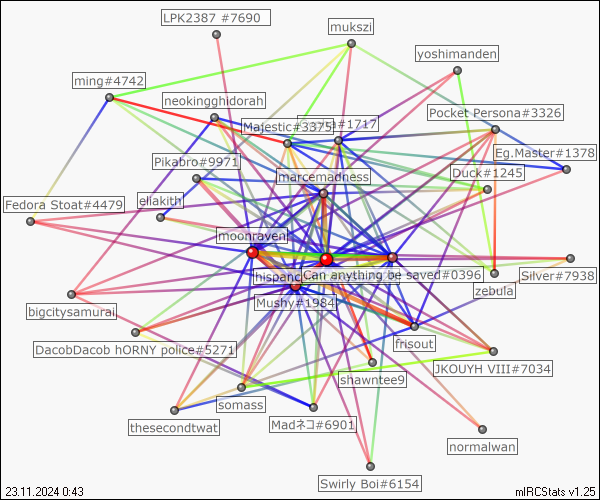 LPK2387 #7690
mukszi
yoshimanden
ming#4742
neokingghidorah
Pocket Persona#3326
Majestic#3375
#1717
Eg.Master#1378
Pikabro#9971
Duck#1245
marcemadness
eliakith
Fedora Stoat#4479
moonraven
hispanc
Can anything be saved#0396
Silver#7938
zebula
Mushy#1984
bigcitysamurai
frisout
DacobDacob hORNY police#5271
JKOUYH VIII#7034
shawntee9
somass
thesecondtwat
Madネコ#6901
normalwan
Swirly Boi#6154
23.11.2024 0:43
mIRCStats v1.25